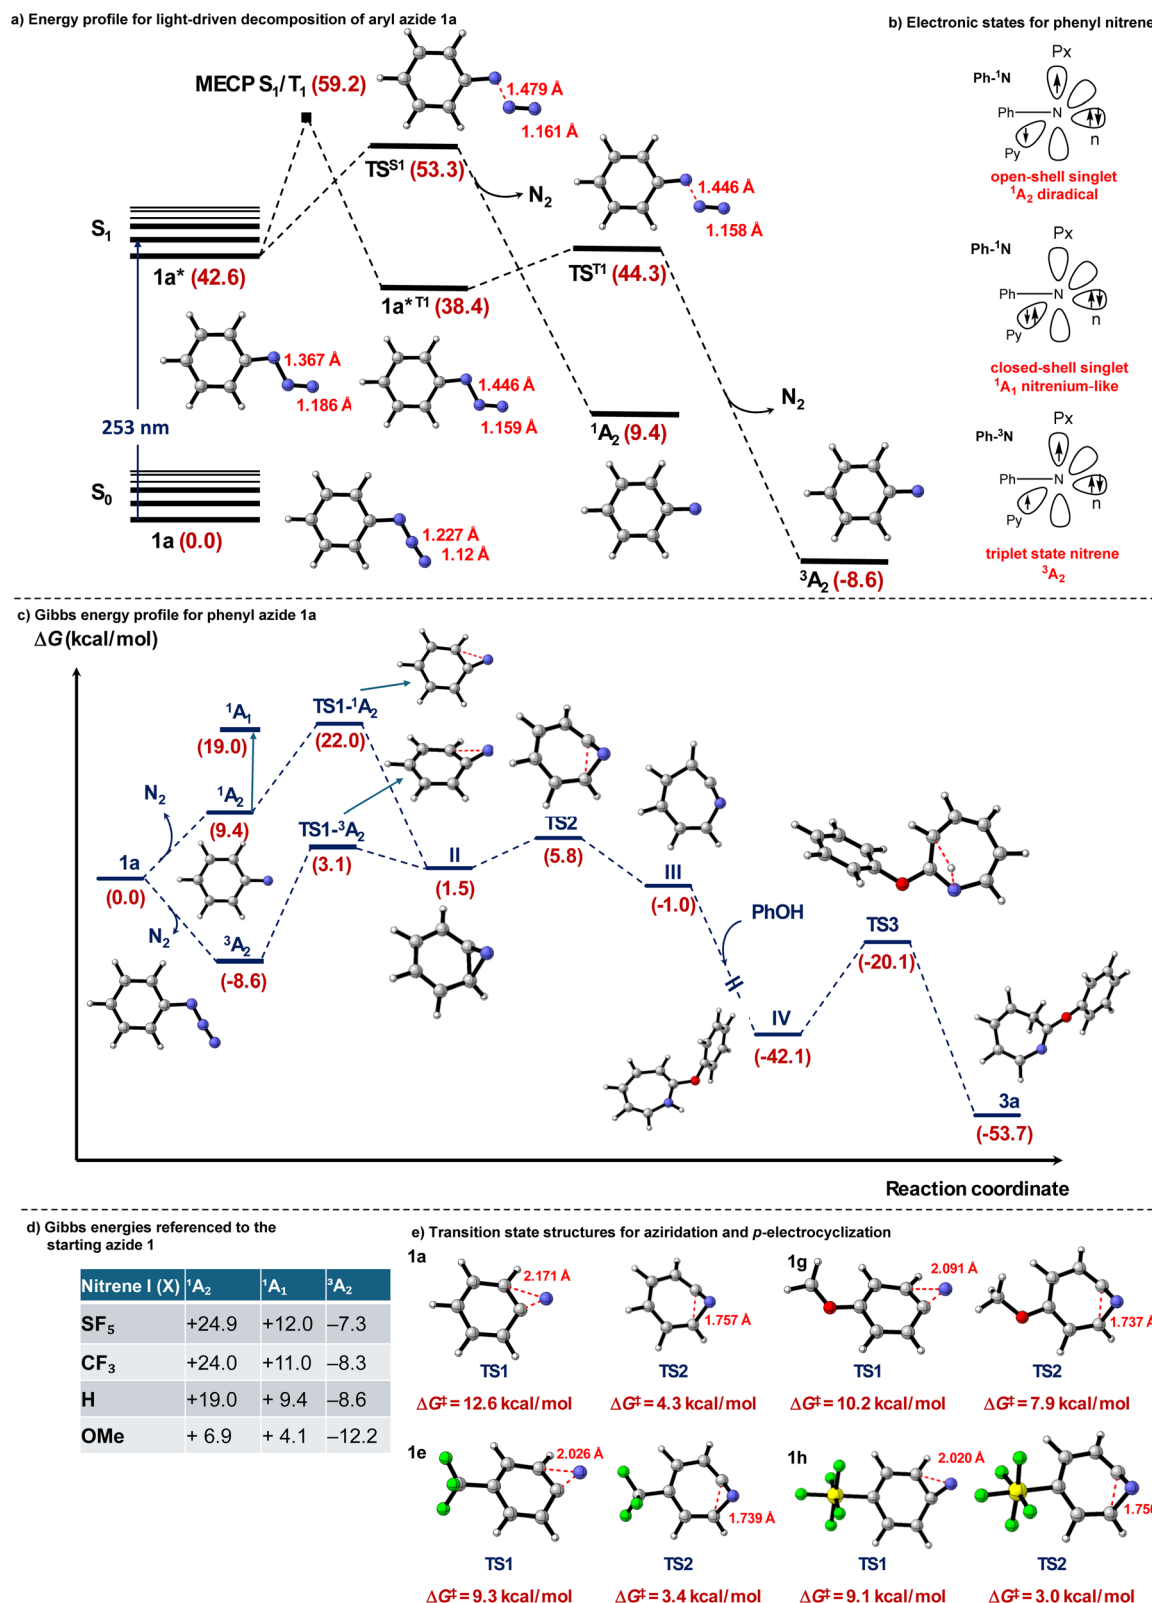 a) Energy profile for light-driven decomposition of aryl azide 1a
MECP S1/T1 (59.2)
1.479 Å
1.161 Å
TS^S1 (53.3)
N2
1.446 Å
1.158 Å
S1
1a* (42.6)
TS^T1 (44.3)
1a*^T1 (38.4)
1.367 Å
1.186 Å
1.446 Å
1.159 Å
253 nm
N2
¹A2 (9.4)
S0
1a (0.0)
1.227 Å
1.12 Å
³A2 (-8.6)
b) Electronic states for phenyl nitrene
Px
Ph-¹N
Ph
N
n
Py
open-shell singlet
¹A2 diradical
Px
Ph-¹N
Ph
N
n
Py
closed-shell singlet
¹A1 nitrenium-like
Px
Ph-³N
Ph
N
n
Py
triplet state nitrene
³A2
c) Gibbs energy profile for phenyl azide 1a
ΔG (kcal/mol)
¹A1
(19.0)
TS1-¹A2
(22.0)
N2
¹A2
(9.4)
TS1-³A2
(3.1)
1a
(0.0)
N2
³A2
(-8.6)
II
(1.5)
TS2
(5.8)
III
(-1.0)
PhOH
IV
(-42.1)
TS3
(-20.1)
3a
(-53.7)
Reaction coordinate
d) Gibbs energies referenced to the
starting azide 1
Nitrene I (X) ¹A2 ¹A1 ³A2
SF5 +24.9 +12.0 –7.3
CF3 +24.0 +11.0 –8.3
H +19.0 + 9.4 –8.6
OMe + 6.9 + 4.1 –12.2
e) Transition state structures for aziridation and p-electrocyclization
1a
2.171 Å
TS1
ΔG‡ = 12.6 kcal/mol
1.757 Å
TS2
ΔG‡ = 4.3 kcal/mol
1g
2.091 Å
TS1
ΔG‡ = 10.2 kcal/mol
1.737 Å
TS2
ΔG‡ = 7.9 kcal/mol
1e
2.026 Å
TS1
ΔG‡ = 9.3 kcal/mol
1.739 Å
TS2
ΔG‡ = 3.4 kcal/mol
1h
2.020 Å
TS1
ΔG‡ = 9.1 kcal/mol
1.750
TS2
ΔG‡ = 3.0 kcal/mol